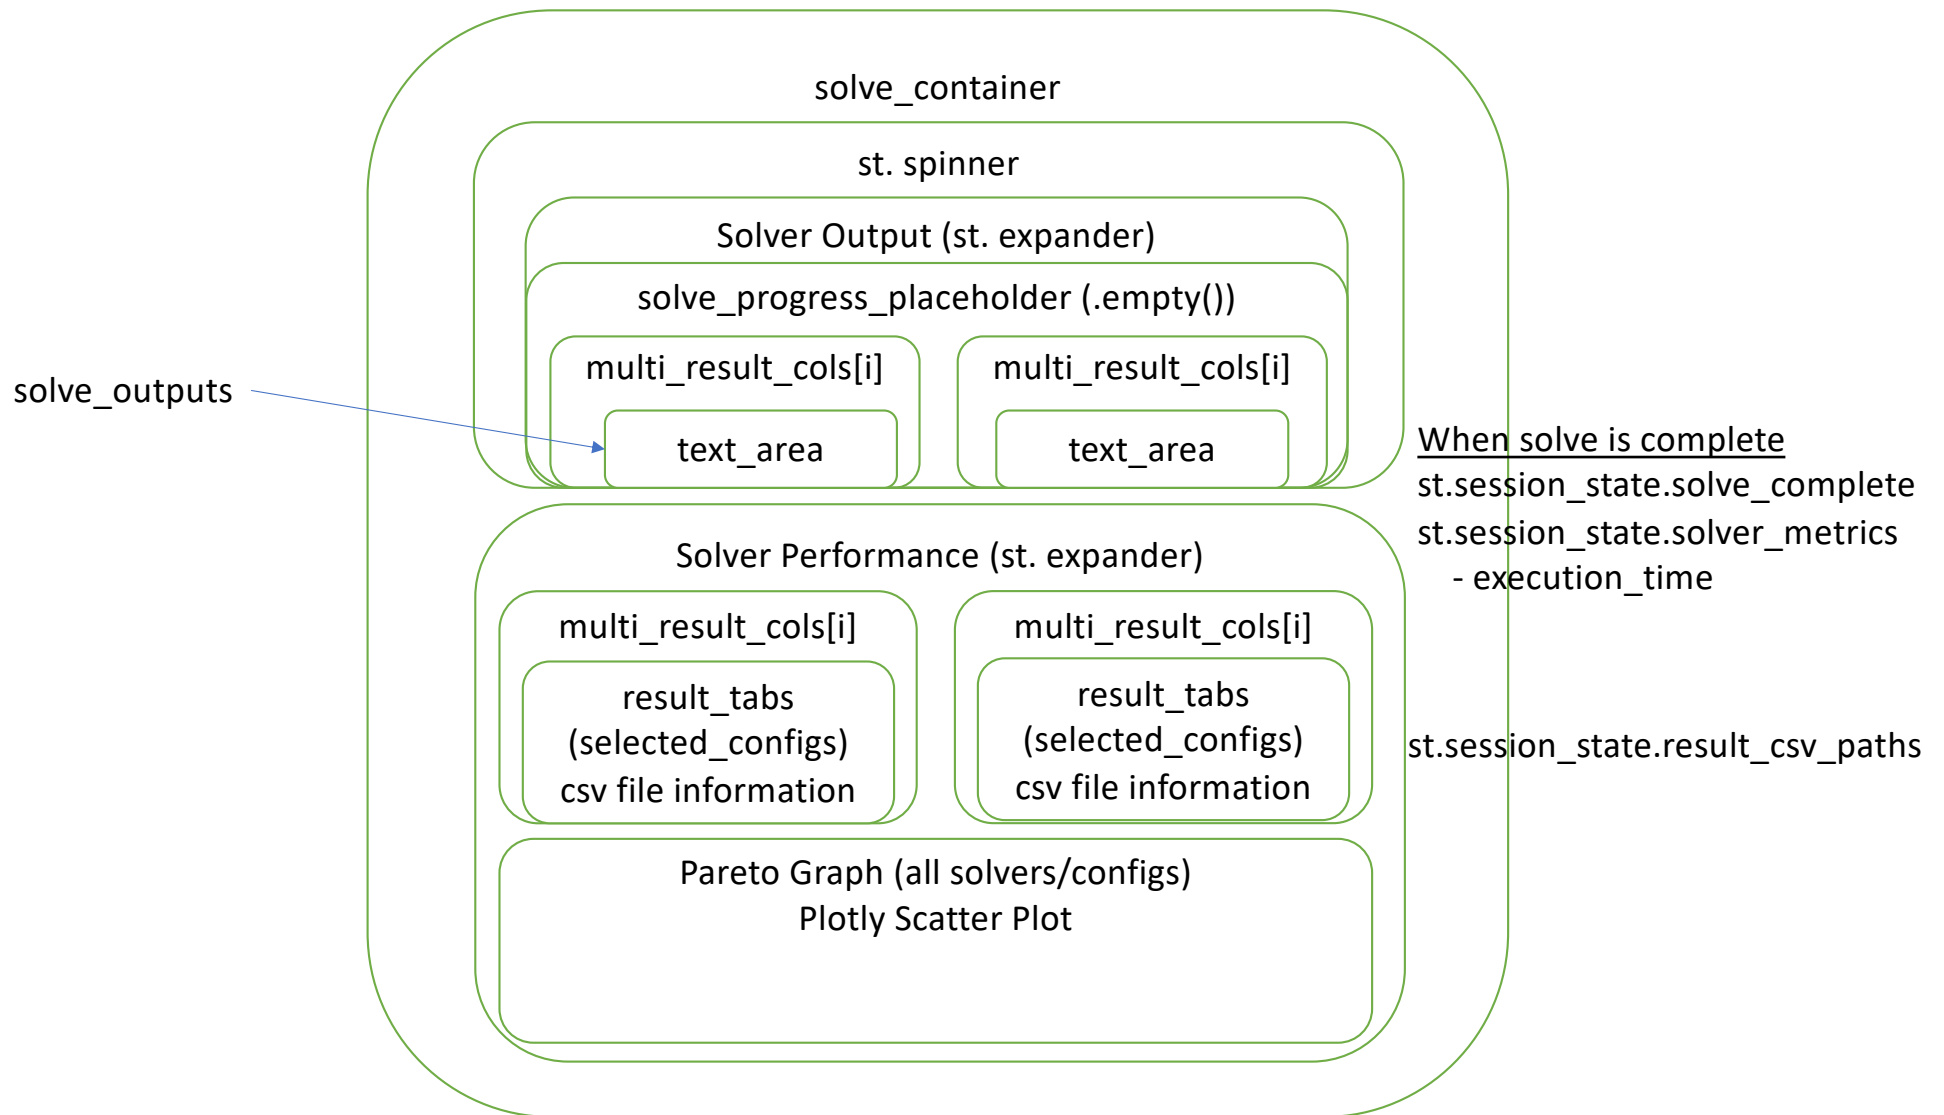 solve_container
st. spinner
Solver Output (st. expander)
solve_progress_placeholder (.empty())
multi_result_cols[i]
multi_result_cols[i]
solve_outputs
text_area
text_area
When solve is complete
st.session_state.solve_complete
st.session_state.solver_metrics
- execution_time
Solver Performance (st. expander)
multi_result_cols[i]
multi_result_cols[i]
result_tabs
(selected_configs)
csv file information
result_tabs
(selected_configs)
csv file information
st.session_state.result_csv_paths
Pareto Graph (all solvers/configs)
Plotly Scatter Plot